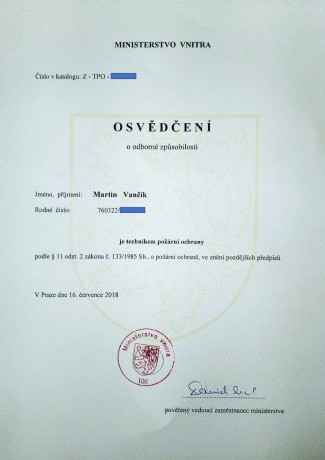 MINISTERSTVO VNITRA
Číslo v katalogu: Z - TPO -
OSVĚDČENÍ
o odborné způsobilosti
Jméno, příjmení: Martin Vančík
Rodné číslo: 760322/
je technikem požární ochrany
podle § 11 odst. 2 zákona č. 133/1985 Sb., o požární ochraně, ve znění pozdějších předpisů
V Praze dne 16. července 2018
Ministerstvo vnitra
pověřený vedoucí zaměstnanec ministerstva